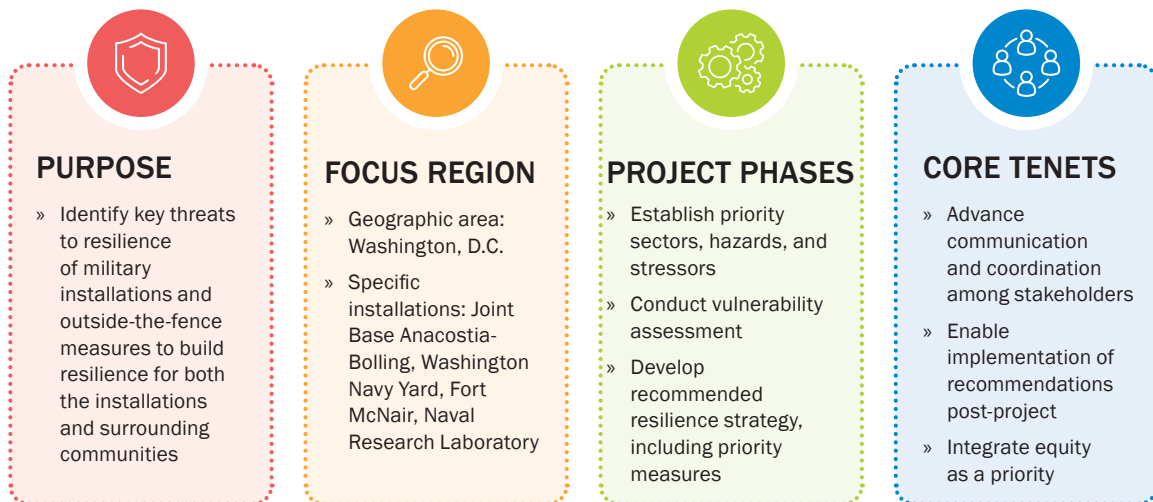 PURPOSE
» Identify key threats
to resilience
of military
installations and
outside-the-fence
measures to build
resilience for both
the installations
and surrounding
communities
FOCUS REGION
» Geographic area:
Washington, D.C.
» Specific
installations: Joint
Base Anacostia-
Bolling, Washington
Navy Yard, Fort
McNair, Naval
Research Laboratory
PROJECT PHASES
» Establish priority
sectors, hazards, and
stressors
» Conduct vulnerability
assessment
» Develop
recommended
resilience strategy,
including priority
measures
CORE TENETS
» Advance
communication
and coordination
among stakeholders
» Enable
implementation of
recommendations
post-project
» Integrate equity
as a priority